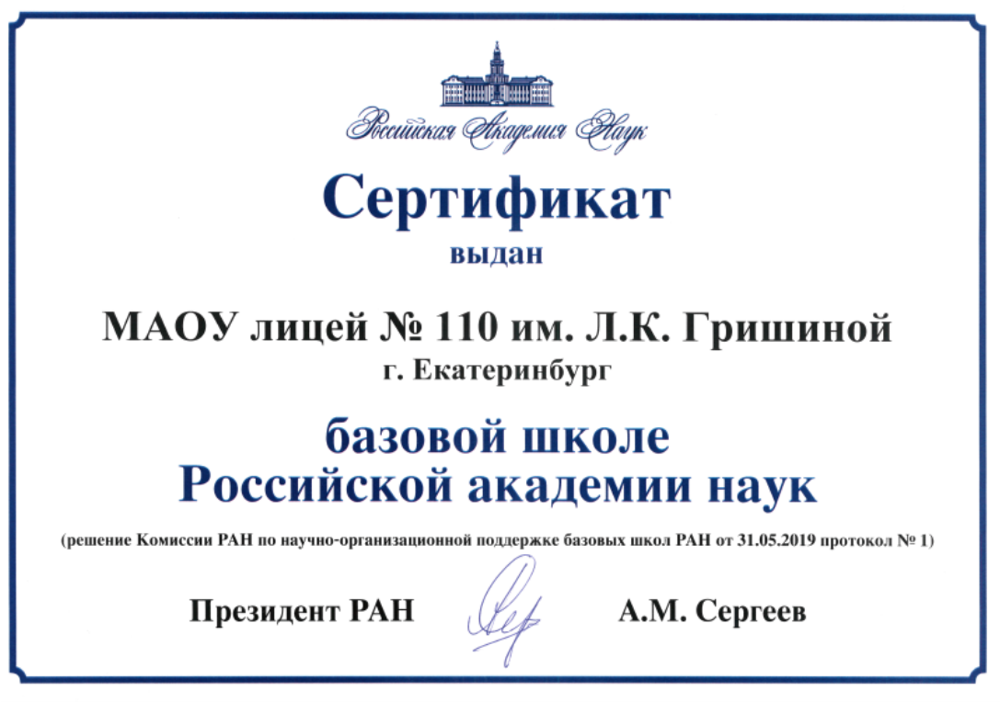 Российская Академия Наук
Сертификат
выдан
МАОУ лицей № 110 им. Л.К. Гришиной
г. Екатеринбург
базовой школе
Российской академии наук
(решение Комиссии РАН по научно-организационной поддержке базовых школ РАН от 31.05.2019 протокол № 1)
Президент РАН А.М. Сергеев